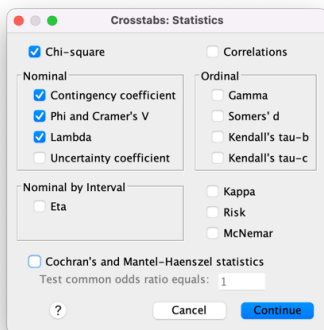 Crosstabs: Statistics
Chi-square
Correlations
Nominal
Contingency coefficient
Phi and Cramer's V
Lambda
Uncertainty coefficient
Ordinal
Gamma
Somers' d
Kendall's tau-b
Kendall's tau-c
Nominal by Interval
Eta
Kappa
Risk
McNemar
Cochran's and Mantel-Haenszel statistics
Test common odds ratio equals: 1
? Cancel Continue